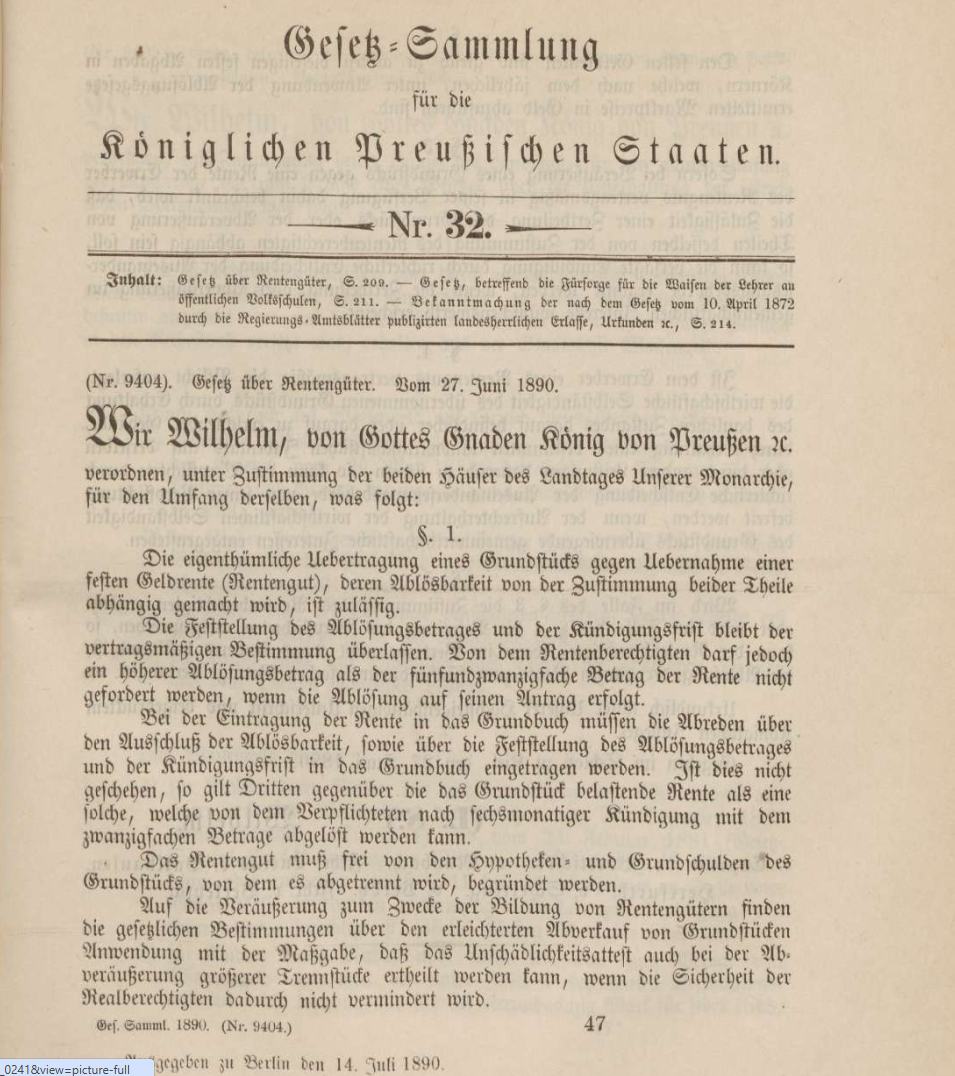 Gesetz-Sammlung
für die
Königlichen Preußischen Staaten.
Nr. 32.
Inhalt: Gesetz über Rentengüter, S. 209. — Gesetz, betreffend die Fürsorge für die Waisen der Lehrer an
öffentlichen Volksschulen, S. 211. — Bekanntmachung der nach dem Gesetz vom 10. April 1872
durch die Regierungs-Amtsblätter publizirten landesherrlichen Erlasse, Urkunden ꝛc., S. 214.
(Nr. 9404). Gesetz über Rentengüter. Vom 27. Juni 1890.
Wir Wilhelm, von Gottes Gnaden König von Preußen ꝛc.
verordnen, unter Zustimmung der beiden Häuser des Landtages Unserer Monarchie,
für den Umfang derselben, was folgt:
§. 1.
Die eigenthümliche Uebertragung eines Grundstücks gegen Uebernahme einer
festen Geldrente (Rentengut), deren Ablösbarkeit von der Zustimmung beider Theile
abhängig gemacht wird, ist zulässig.
Die Feststellung des Ablösungsbetrages und der Kündigungsfrist bleibt der
vertragsmäßigen Bestimmung überlassen. Von dem Rentenberechtigten darf jedoch
ein höherer Ablösungsbetrag als der fünfundzwanzigfache Betrag der Rente nicht
gefordert werden, wenn die Ablösung auf seinen Antrag erfolgt.
Bei der Eintragung der Rente in das Grundbuch müssen die Abreden über
den Ausschluß der Ablösbarkeit, sowie über die Feststellung des Ablösungsbetrages
und der Kündigungsfrist in das Grundbuch eingetragen werden. Ist dies nicht
geschehen, so gilt Dritten gegenüber die das Grundstück belastende Rente als eine
solche, welche von dem Verpflichteten nach sechsmonatiger Kündigung mit dem
zwanzigfachen Betrage abgelöst werden kann.
Das Rentengut muß frei von den Hypotheken- und Grundschulden des
Grundstücks, von dem es abgetrennt wird, begründet werden.
Auf die Veräußerung zum Zwecke der Bildung von Rentengütern finden
die gesetzlichen Bestimmungen über den erleichterten Abverkauf von Grundstücken
Anwendung mit der Maßgabe, daß das Unschädlichkeitsattest auch bei der Ab-
veräußerung größerer Trennstücke ertheilt werden kann, wenn die Sicherheit der
Realberechtigten dadurch nicht vermindert wird.
Ges. Samml. 1890. (Nr. 9404.) 47
zu Berlin den 14. Juli 1890.
_0241&view=picture-full